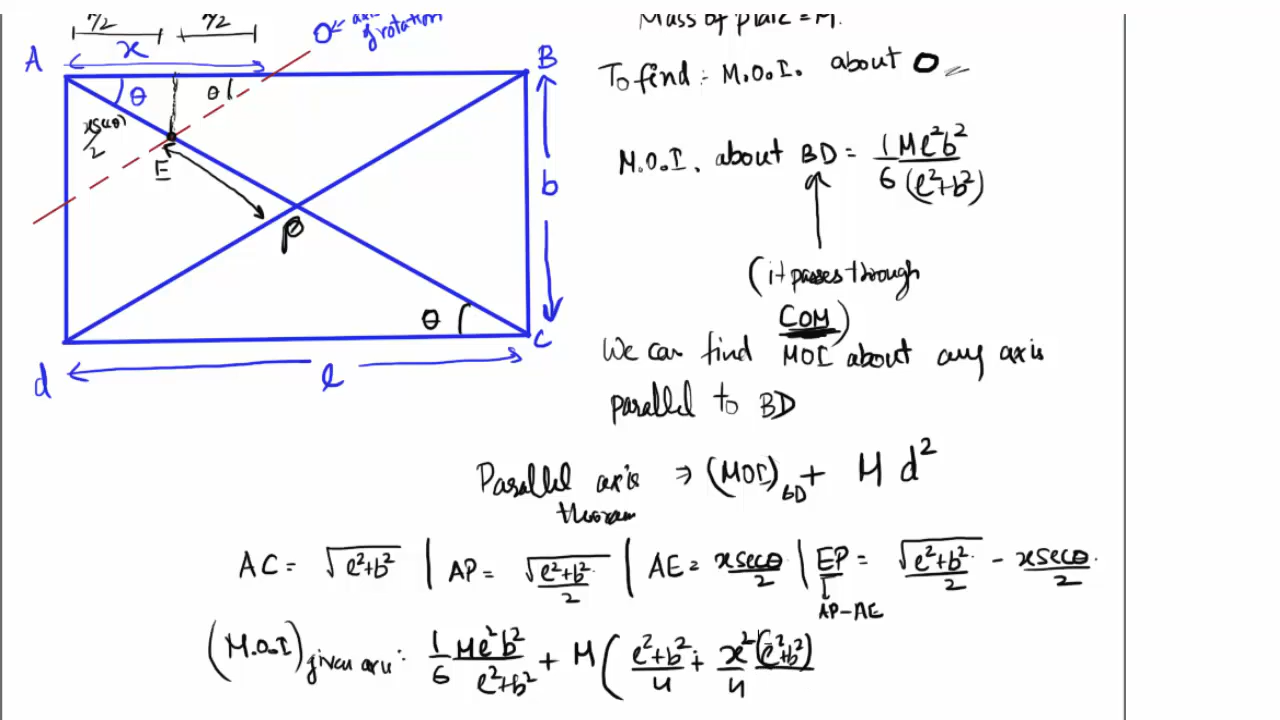 x/2 x/2
O ⇐ axis of rotation
Mass of plate = M.
A x B
To find :- M.O.I. about O
θ θ
x sec(θ)/2
E
M.O.I. about BD = 1/6 Ml²b²/(l²+b²)
b
P
(it passes through
COM)
θ
C
We can find MOI about any axis
d l
parallel to BD
Parallel axis ⇒ (MOI)BD + M d²
theoram
AC = √(l²+b²) | AP = √(l²+b²)/2 | AE = x secθ/2 | EP = √(l²+b²)/2 - x secθ/2
AP-AE
(M.O.I) given axis : 1/6 Ml²b²/l²+b² + M ( l²+b²/4 + x²(l²+b²)/4